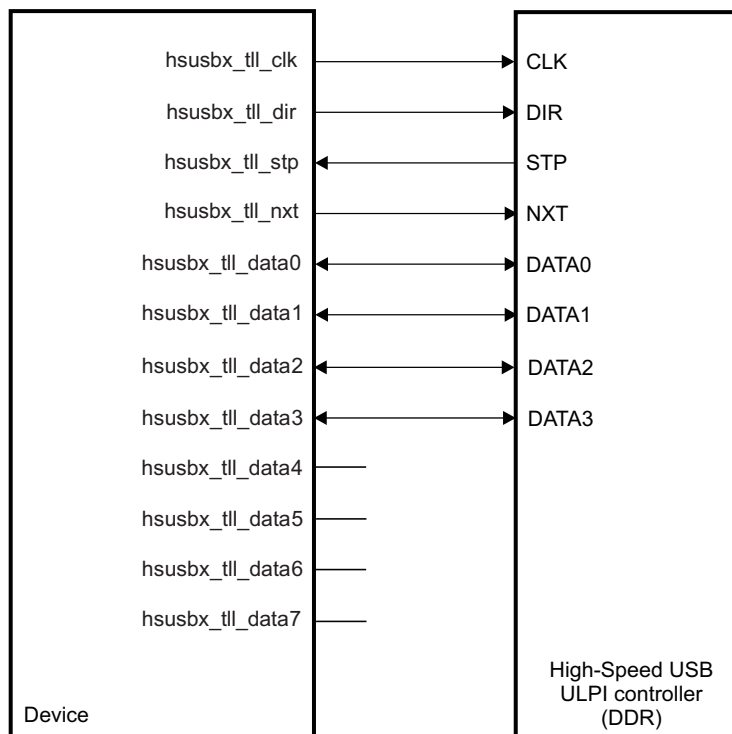 hsusbx_tll_clk CLK
hsusbx_tll_dir DIR
hsusbx_tll_stp STP
hsusbx_tll_nxt NXT
hsusbx_tll_data0 DATA0
hsusbx_tll_data1 DATA1
hsusbx_tll_data2 DATA2
hsusbx_tll_data3 DATA3
hsusbx_tll_data4
hsusbx_tll_data5
hsusbx_tll_data6
hsusbx_tll_data7
Device
High-Speed USB
ULPI controller
(DDR)